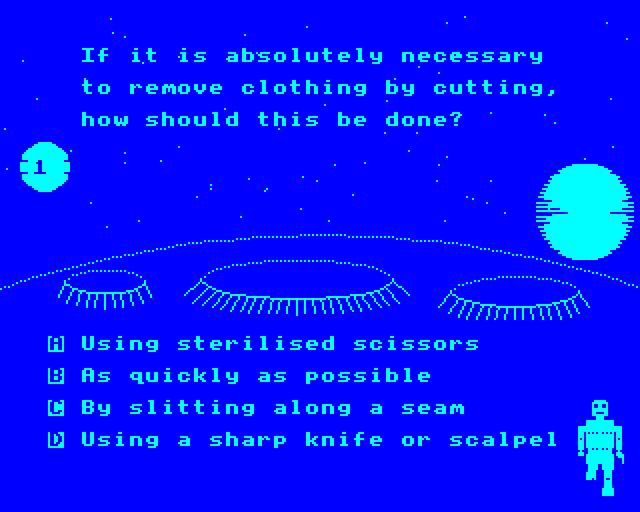 If it is absolutely necessary
to remove clothing by cutting,
how should this be done?
1
A Using sterilised scissors
B As quickly as possible
C By slitting along a seam
D Using a sharp knife or scalpel